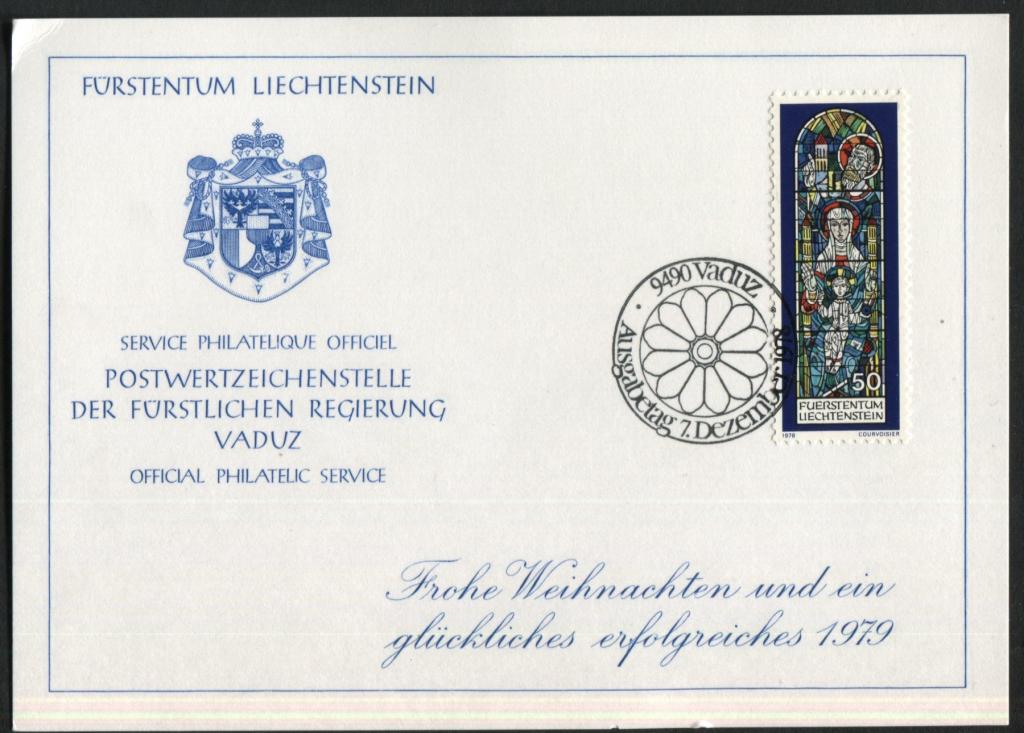 FÜRSTENTUM LIECHTENSTEIN
SERVICE PHILATELIQUE OFFICIEL
POSTWERTZEICHENSTELLE
DER FÜRSTLICHEN REGIERUNG
VADUZ
OFFICIAL PHILATELIC SERVICE
9490 Vaduz
Ausgabetag 7. Dezember 1978
50
FUERSTENTUM
LIECHTENSTEIN
1978 COURVOISIER
Frohe Weihnachten und ein
glückliches erfolgreiches 1979